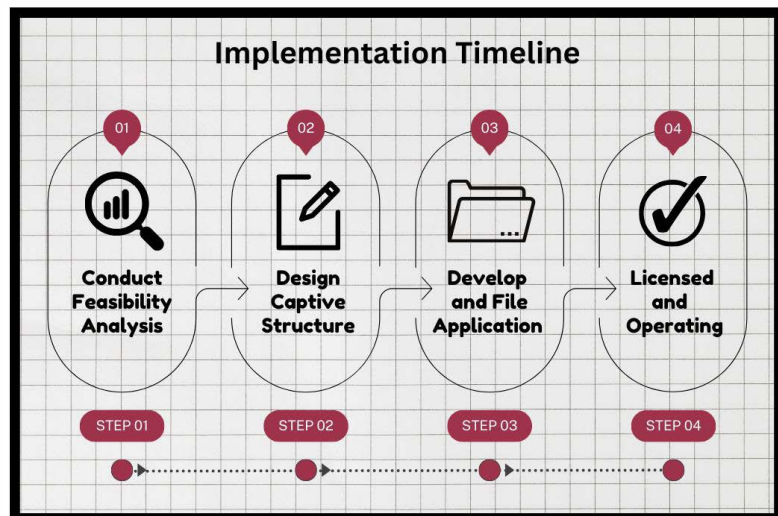 Implementation Timeline
01
02
03
04
Conduct
Feasibility
Analysis
Design
Captive
Structure
Develop
and File
Application
Licensed
and
Operating
STEP 01
STEP 02
STEP 03
STEP 04